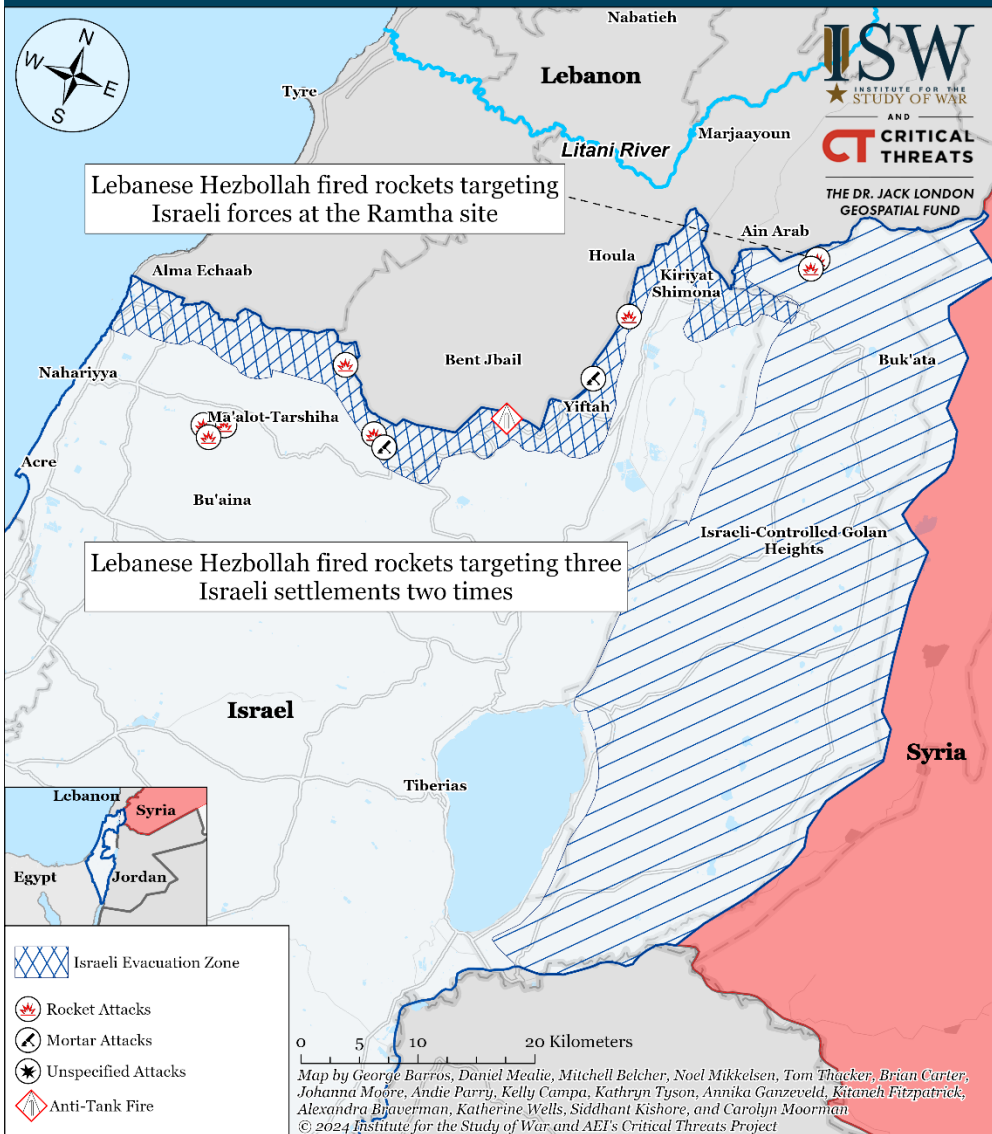 Nabatieh
N
W
E
S
ISW
INSTITUTE FOR THE
STUDY OF WAR
AND
CT CRITICAL
THREATS
THE DR. JACK LONDON
GEOSPATIAL FUND
Lebanon
Tyre
Marjaayoun
Litani River
Lebanese Hezbollah fired rockets targeting
Israeli forces at the Ramtha site
Ain Arab
Houla
Alma Echaab
Kiriyat
Shimona
Bent Jbail
Buk'ata
Nahariyya
Yiftah
Ma'alot-Tarshiha
Acre
Bu'aina
Israeli-Controlled Golan
Heights
Lebanese Hezbollah fired rockets targeting three
Israeli settlements two times
Israel
Syria
Tiberias
Lebanon
Syria
Egypt
Jordan
Israeli Evacuation Zone
Rocket Attacks
Mortar Attacks
Unspecified Attacks
Anti-Tank Fire
0 5 10 20 Kilometers
Map by George Barros, Daniel Mealie, Mitchell Belcher, Noel Mikkelsen, Tom Thacker, Brian Carter,
Johanna Moore, Andie Parry, Kelly Campa, Kathryn Tyson, Annika Ganzeveld, Kitaneh Fitzpatrick,
Alexandra Braverman, Katherine Wells, Siddhant Kishore, and Carolyn Moorman
© 2024 Institute for the Study of War and AEI's Critical Threats Project